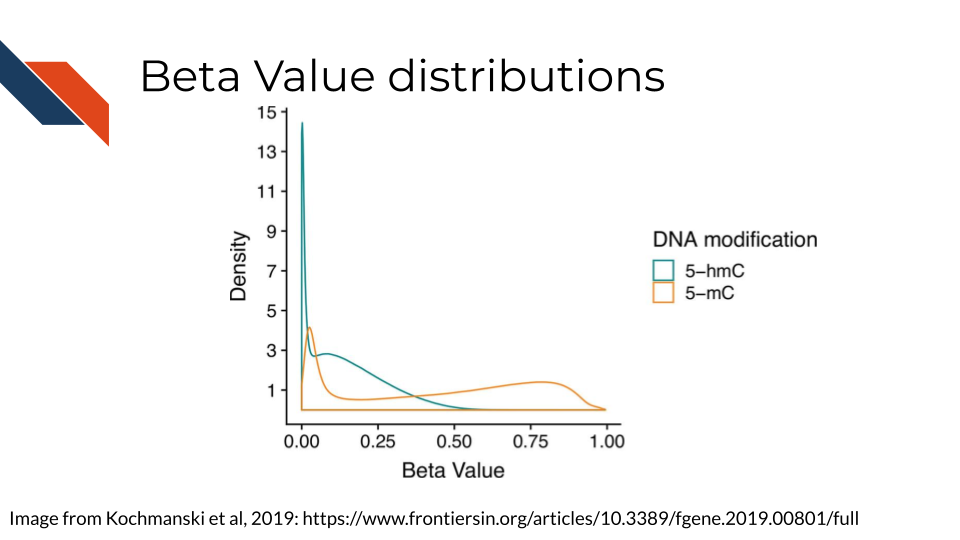 Beta Value distributions
15
13
11
9
7
5
3
1
Density
0.00 0.25 0.50 0.75 1.00
Beta Value
DNA modification
5−hmC
5−mC
Image from Kochmanski et al, 2019: https://www.frontiersin.org/articles/10.3389/fgene.2019.00801/full